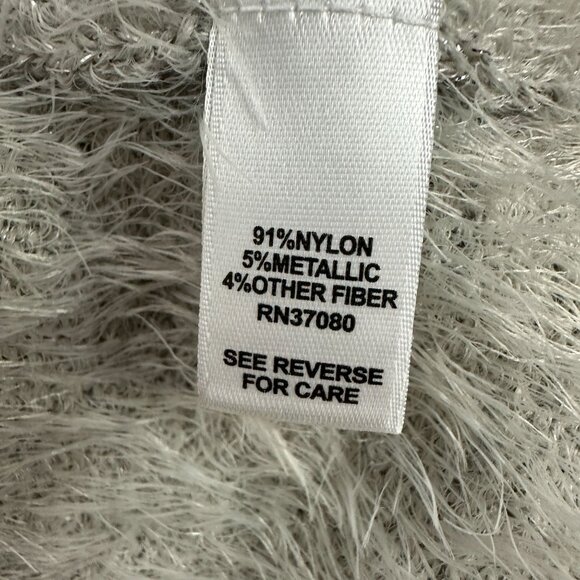 91%NYLON
5%METALLIC
4%OTHER FIBER
RN37080
SEE REVERSE
FOR CARE